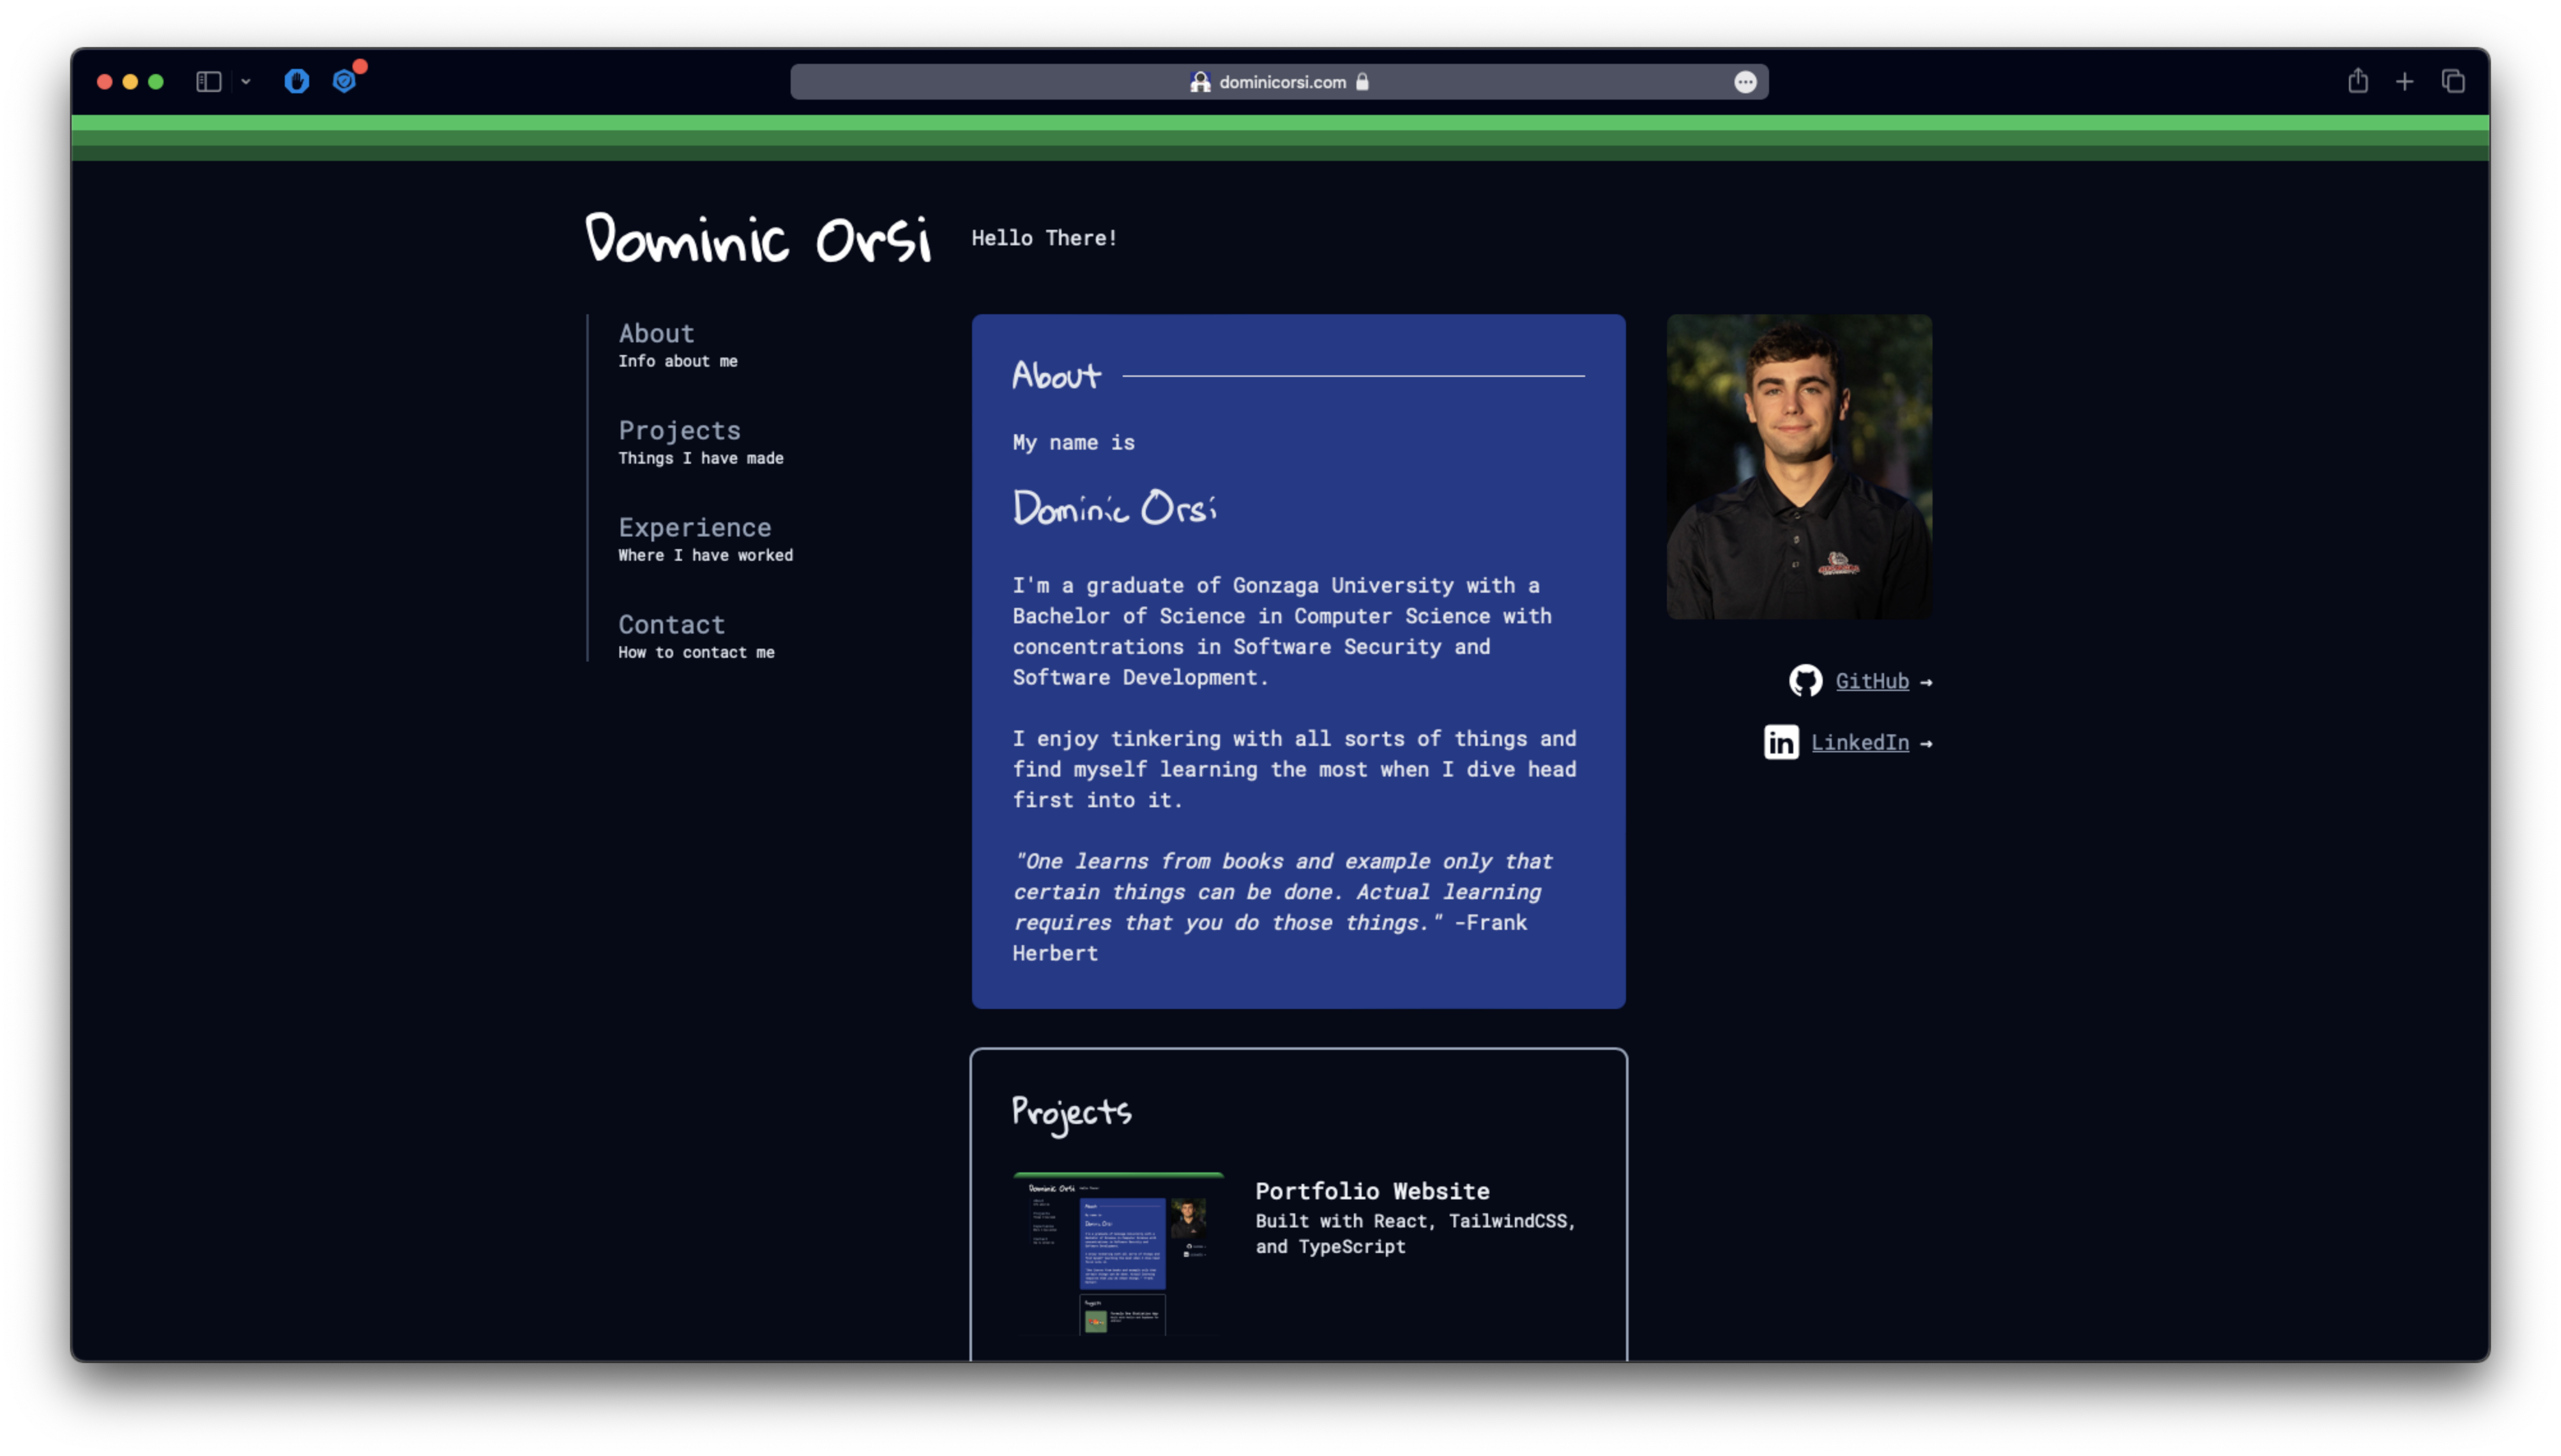 dominicorsi.com
Dominic Orsi
Hello There!
About
Info about me
Projects
Things I have made
Experience
Where I have worked
Contact
How to contact me
About
My name is
Dominic Orsi
I'm a graduate of Gonzaga University with a
Bachelor of Science in Computer Science with
concentrations in Software Security and
Software Development.
I enjoy tinkering with all sorts of things and
find myself learning the most when I dive head
first into it.
"One learns from books and example only that
certain things can be done. Actual learning
requires that you do those things." -Frank
Herbert
GitHub →
in LinkedIn →
Projects
Dominic Orsi
Portfolio Website
Built with React, TailwindCSS,
and TypeScript